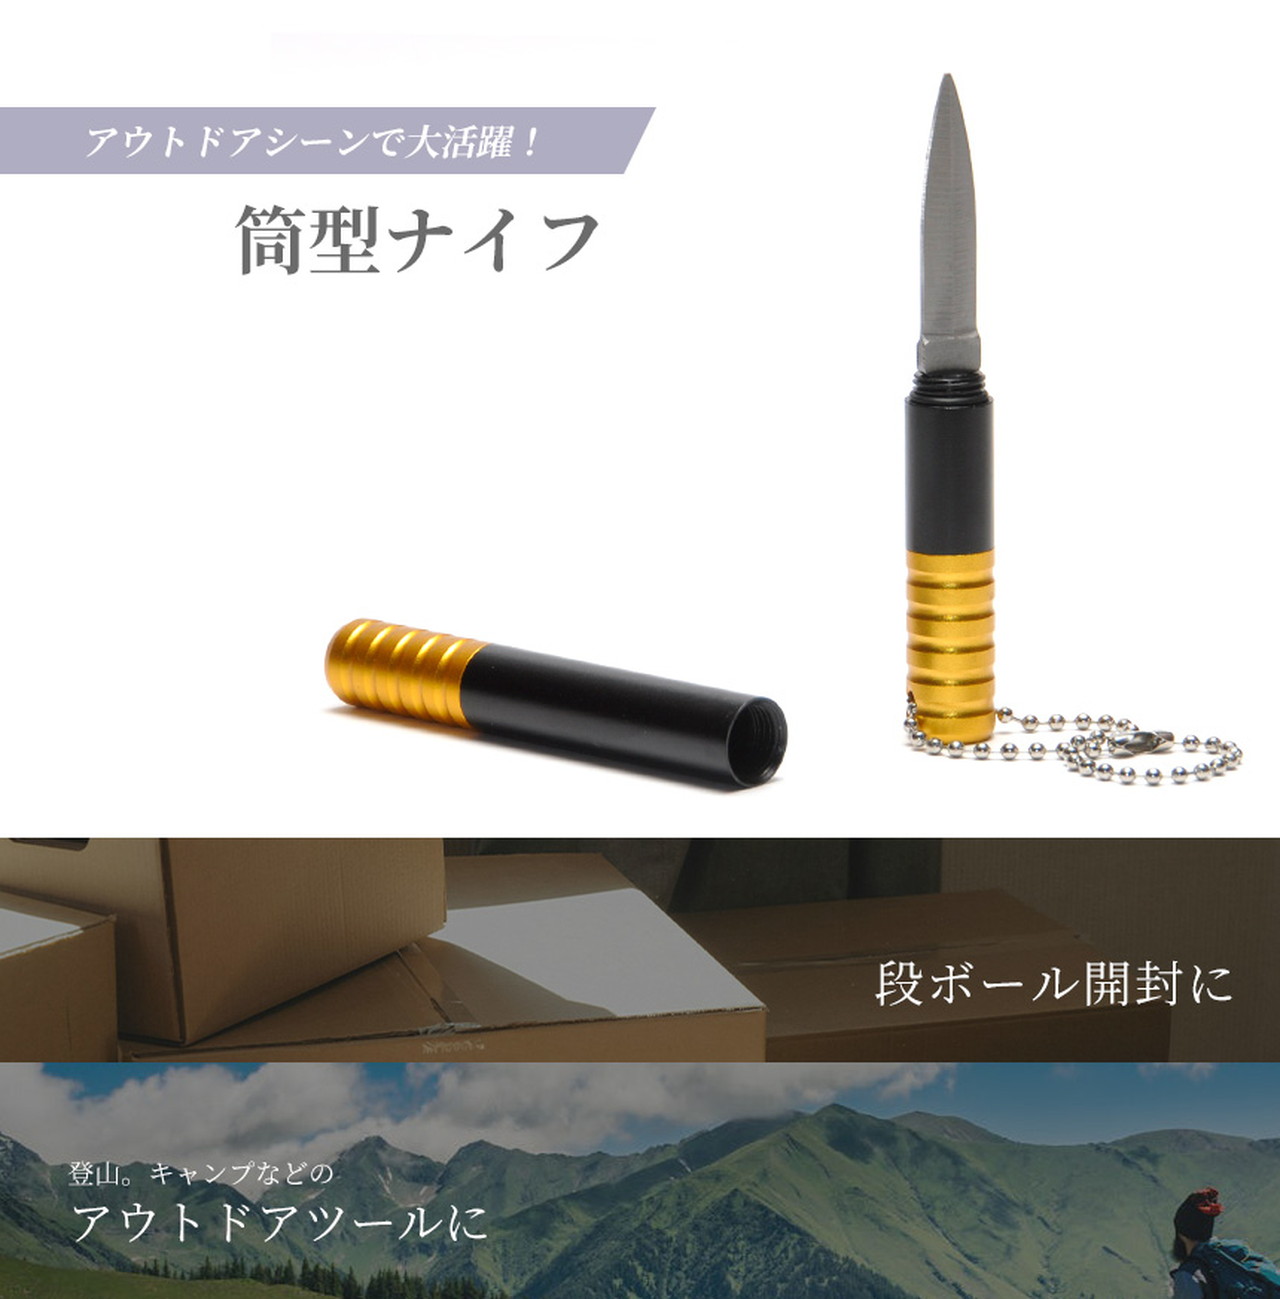 アウトドアシーンで大活躍！
筒型ナイフ
段ボール開封に
登山。キャンプなどの
アウトドアツールに